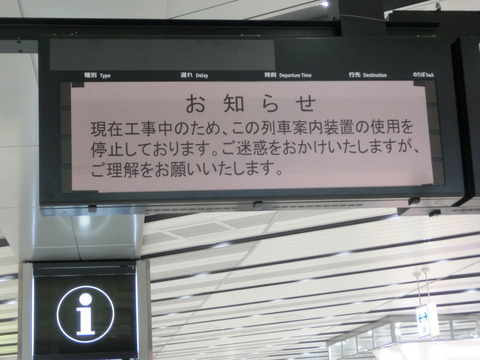 種別 Type 遅れ Delay 時刻 Departure Time 行先 Destination のりば Track
お知らせ
現在工事中のため、この列車案内装置の使用を
停止しております。ご迷惑をおかけいたしますが、
ご理解をお願いいたします。
i